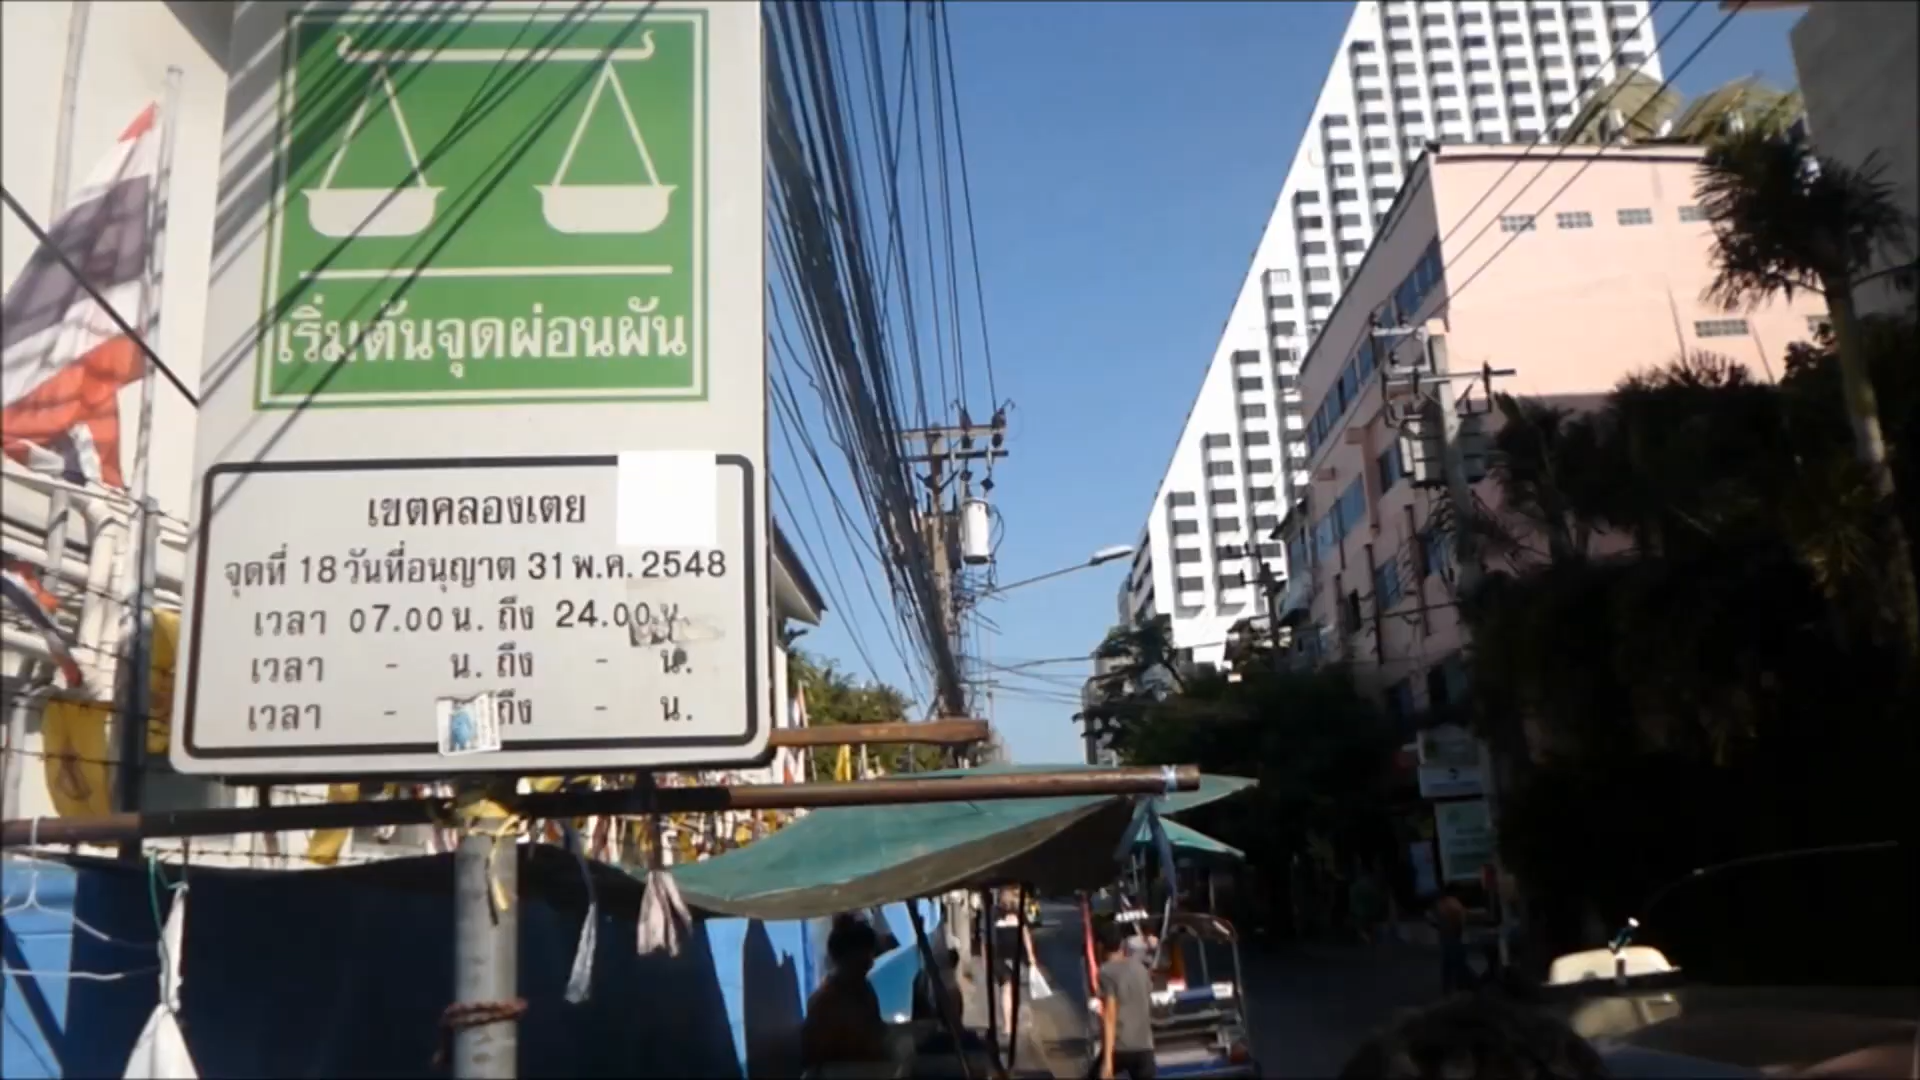 เริ่มต้นจุดผ่อนผัน
เขตคลองเตย
จุดที่ 18 วันที่อนุญาต 31 พ.ค. 2548
เวลา 07.00 น. ถึง 24.00 น.
เวลา - น. ถึง - น.
เวลา - ถึง - น.